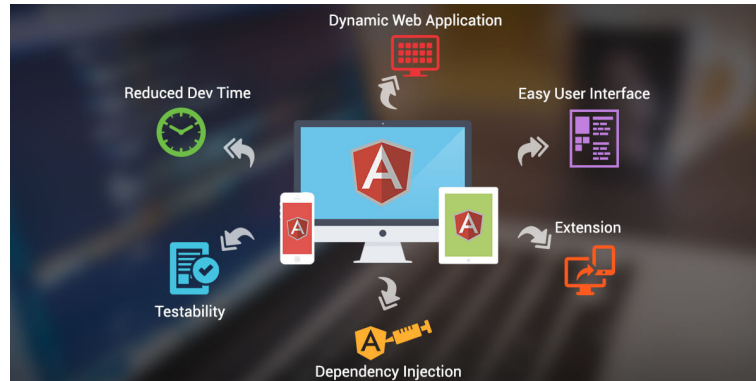 Dynamic Web Application
Reduced Dev Time
Easy User Interface
A
A
A
Extension
Testability
A
Dependency Injection